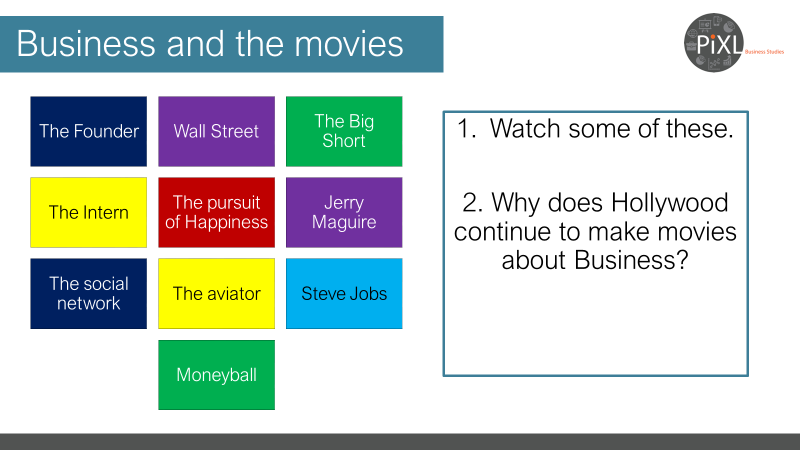 Business and the movies
PiXL
Business Studies
The Founder
Wall Street
The Big
Short
The Intern
The pursuit
of Happiness
Jerry
Maguire
The social
network
The aviator
Steve Jobs
Moneyball
1. Watch some of these.
2. Why does Hollywood
continue to make movies
about Business?